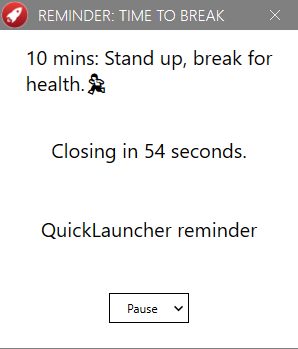 REMINDER: TIME TO BREAK
10 mins: Stand up, break for
health.
Closing in 54 seconds.
QuickLauncher reminder
Pause